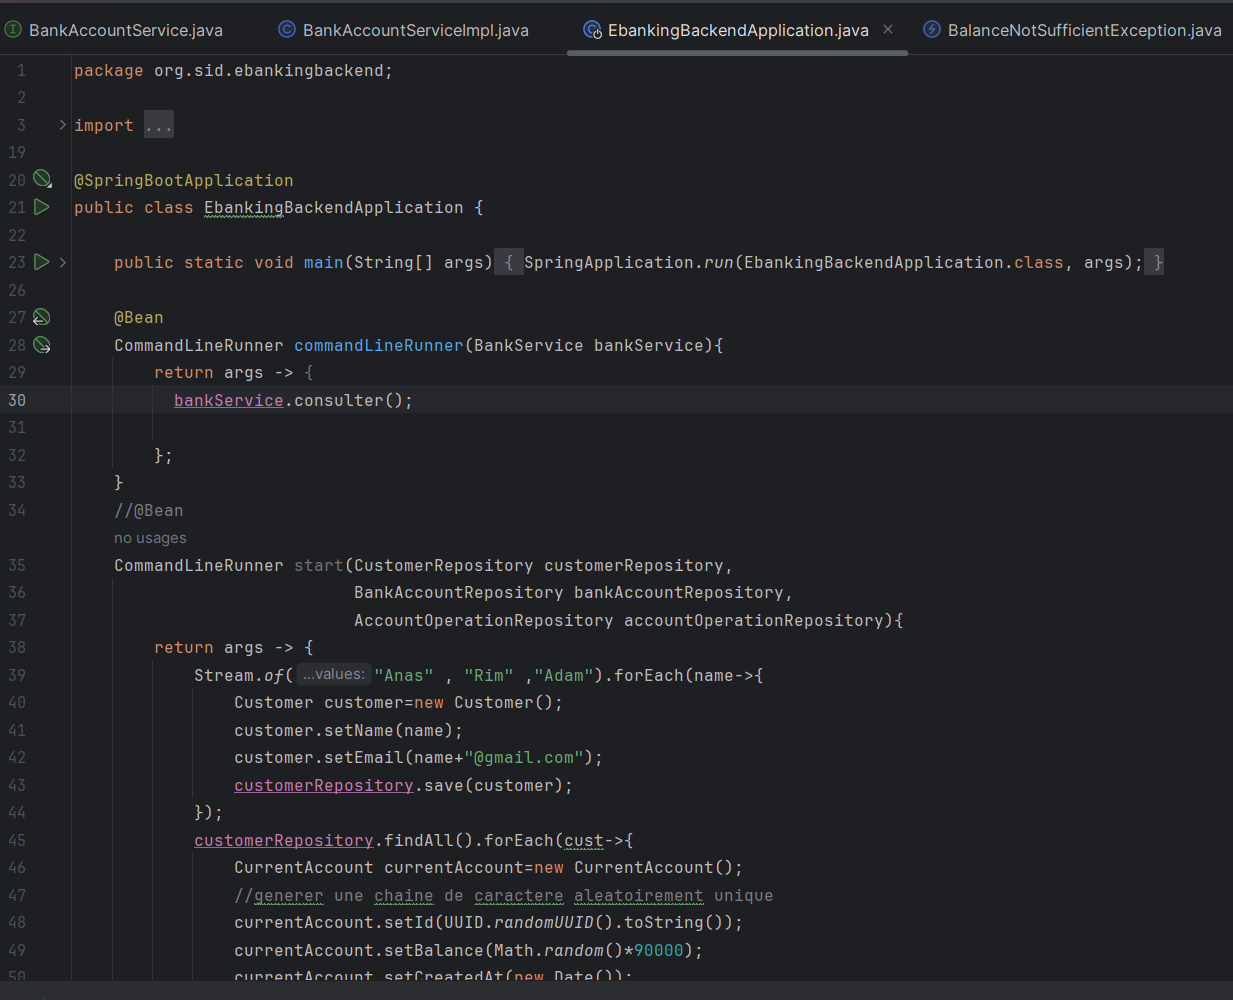 BankAccountService.java BankAccountServiceImpl.java EbankingBackendApplication.java BalanceNotSufficientException.java
1 package org.sid.ebankingbackend;
2
3 import ...
19
20 @SpringBootApplication
21 public class EbankingBackendApplication {
22
23 public static void main(String[] args) { SpringApplication.run(EbankingBackendApplication.class, args); }
26
27 @Bean
28 CommandLineRunner commandLineRunner(BankService bankService){
29 return args -> {
30 bankService.consulter();
31
32 };
33 }
34 //@Bean
no usages
35 CommandLineRunner start(CustomerRepository customerRepository,
36 BankAccountRepository bankAccountRepository,
37 AccountOperationRepository accountOperationRepository){
38 return args -> {
39 Stream.of( ...values: "Anas" , "Rim" ,"Adam").forEach(name->{
40 Customer customer=new Customer();
41 customer.setName(name);
42 customer.setEmail(name+"@gmail.com");
43 customerRepository.save(customer);
44 });
45 customerRepository.findAll().forEach(cust->{
46 CurrentAccount currentAccount=new CurrentAccount();
47 //generer une chaine de caractere aleatoirement unique
48 currentAccount.setId(UUID.randomUUID().toString());
49 currentAccount.setBalance(Math.random()*90000);
50 currentAccount.setCreatedAt(new Date());